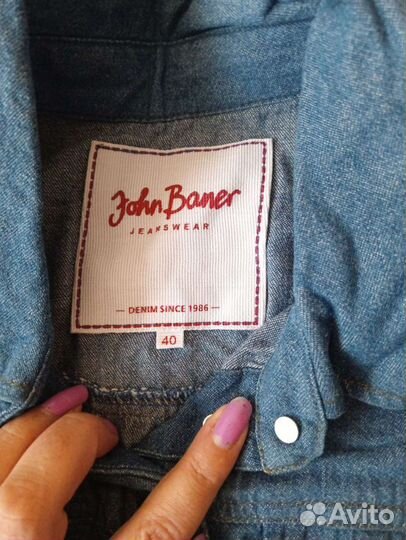 John Baner
JEANSWEAR
— DENIM SINCE 1986 —
40
Avito